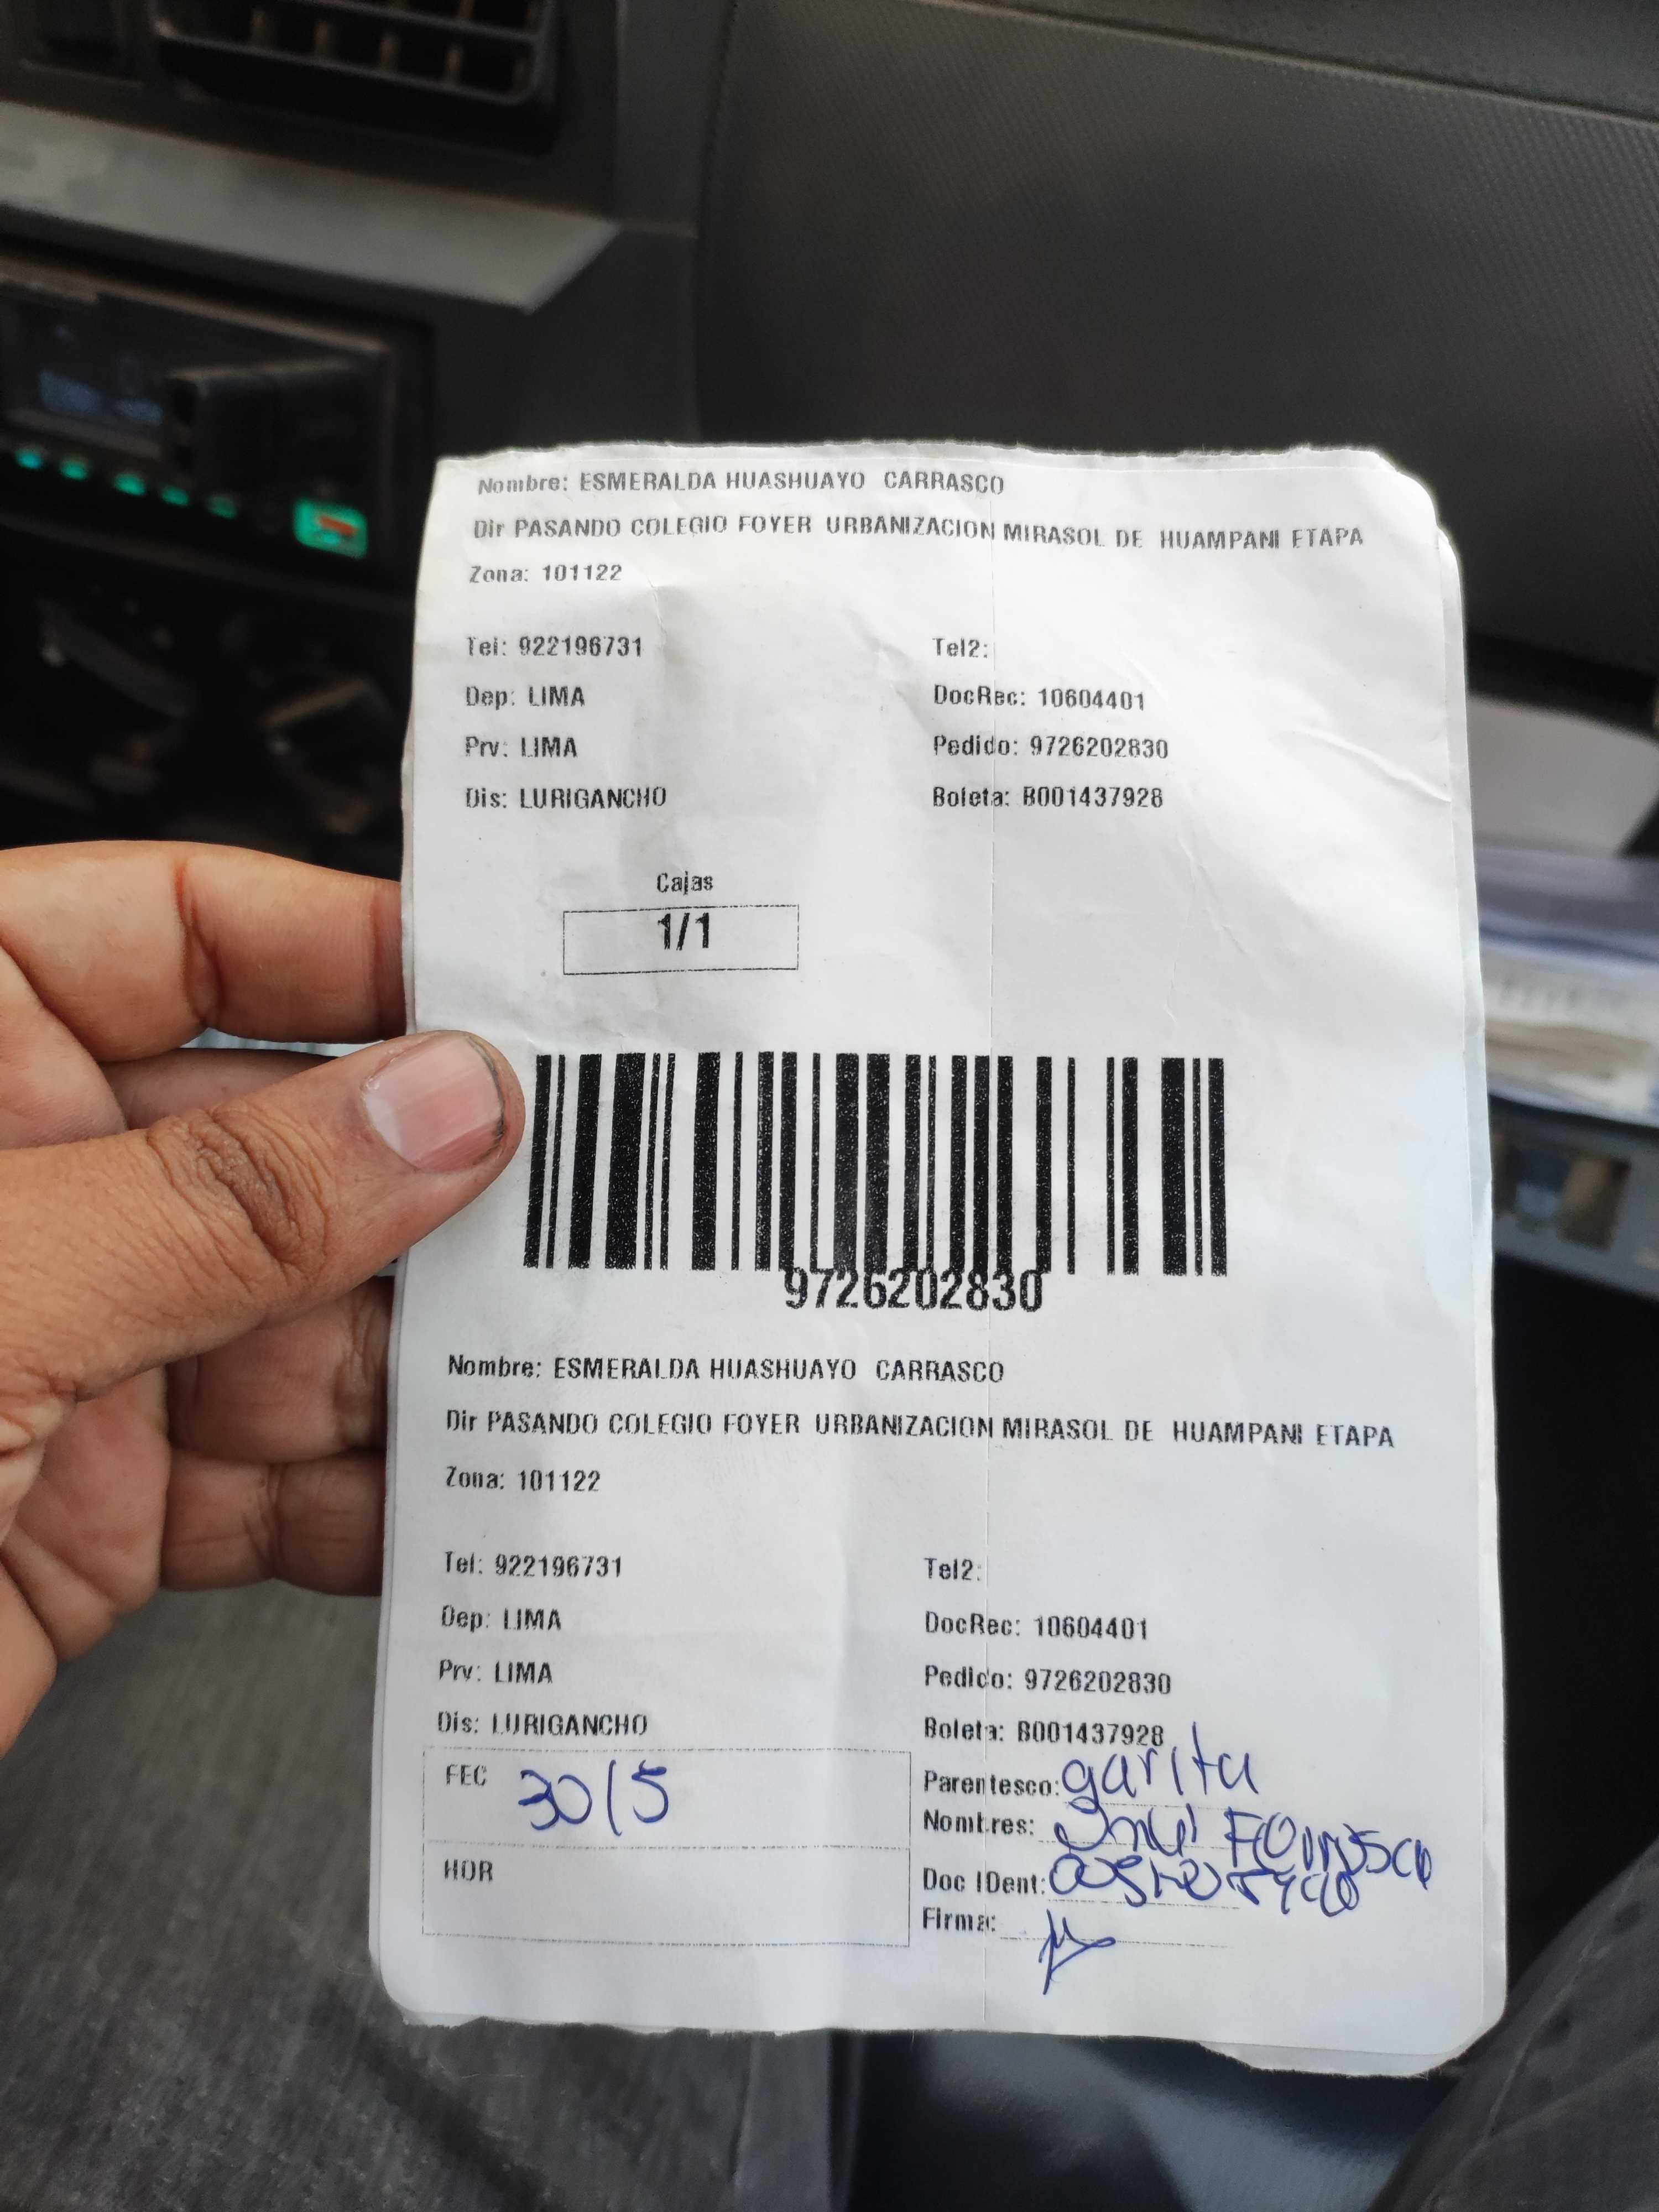 Nombre: ESMERALDA HUASHUAYO CARRASCO
Dir PASANDO COLEGIO FOYER URBANIZACION MIRASOL DE HUAMPANI ETAPA
Zona: 101122
Tel: 922196731 Tel2:
Dep: LIMA DocRec: 10604401
Prv: LIMA Pedido: 9726202830
Dis: LURIGANCHO Boleta: B001437928
Cajas
1/1
9726202830
Nombre: ESMERALDA HUASHUAYO CARRASCO
Dir PASANDO COLEGIO FOYER URBANIZACION MIRASOL DE HUAMPANI ETAPA
Zona: 101122
Tel: 922196731 Tel2:
Dep: LIMA DocRec: 10604401
Prv: LIMA Pedido: 9726202830
Dis: LURIGANCHO Boleta: B001437928
FEC 30/5 Parentesco: garita
Nombres:
HOR Doc IDent:
Firma: